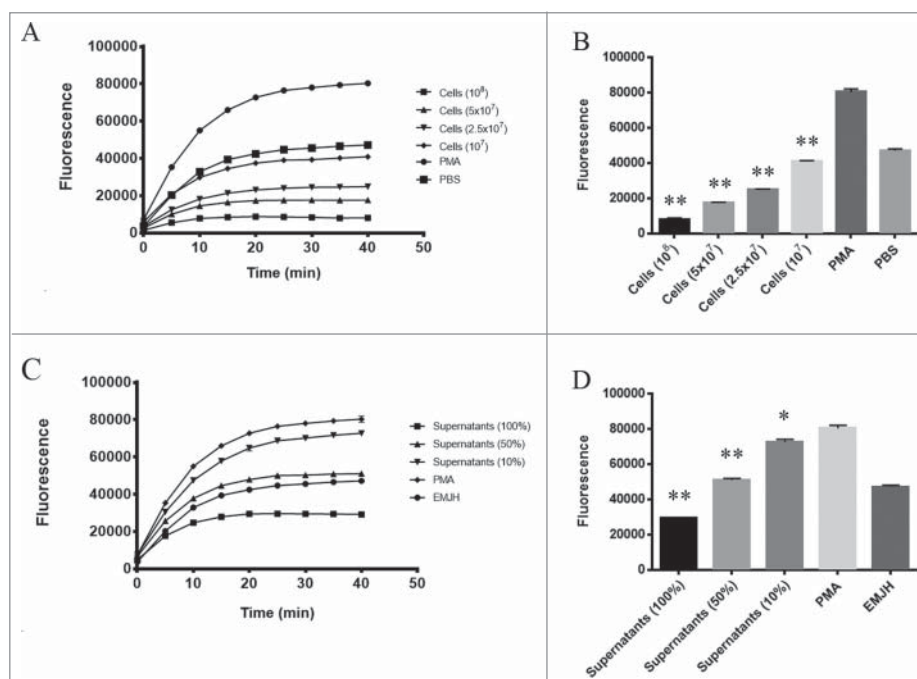 A
100000
80000
60000
40000
20000
0
Fluorescence
0 10 20 30 40 50
Time (min)
Cells (10⁸)
Cells (5x10⁷)
Cells (2.5x10⁷)
Cells (10⁷)
PMA
PBS
B
100000
80000
60000
40000
20000
0
Fluorescence
** ** ** **
Cells (10⁸)
Cells (5x10⁷)
Cells (2.5x10⁷)
Cells (10⁷)
PMA
PBS
C
100000
80000
60000
40000
20000
0
Fluorescence
0 10 20 30 40 50
Time (min)
Supernatants (100%)
Supernatants (50%)
Supernatants (10%)
PMA
EMJH
D
100000
80000
60000
40000
20000
0
Fluorescence
** ** *
Supernatants (100%)
Supernatants (50%)
Supernatants (10%)
PMA
EMJH